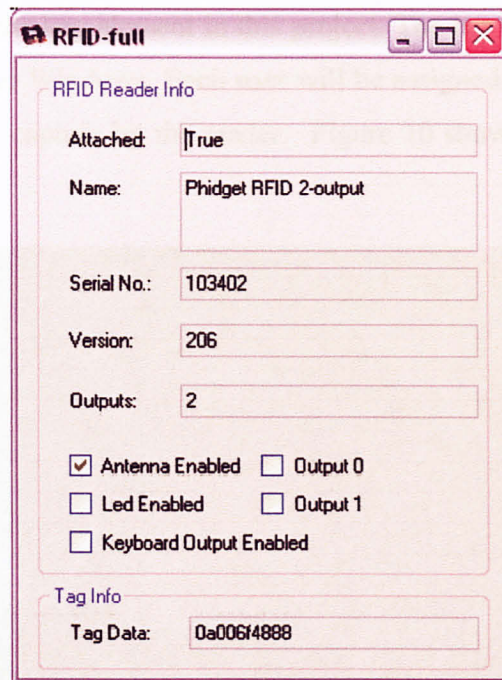 RFID-full
RFID Reader Info
Attached: True
Name: Phidget RFID 2-output
Serial No.: 103402
Version: 206
Outputs: 2
Antenna Enabled Output 0
Led Enabled Output 1
Keyboard Output Enabled
Tag Info
Tag Data: 0a006f4888